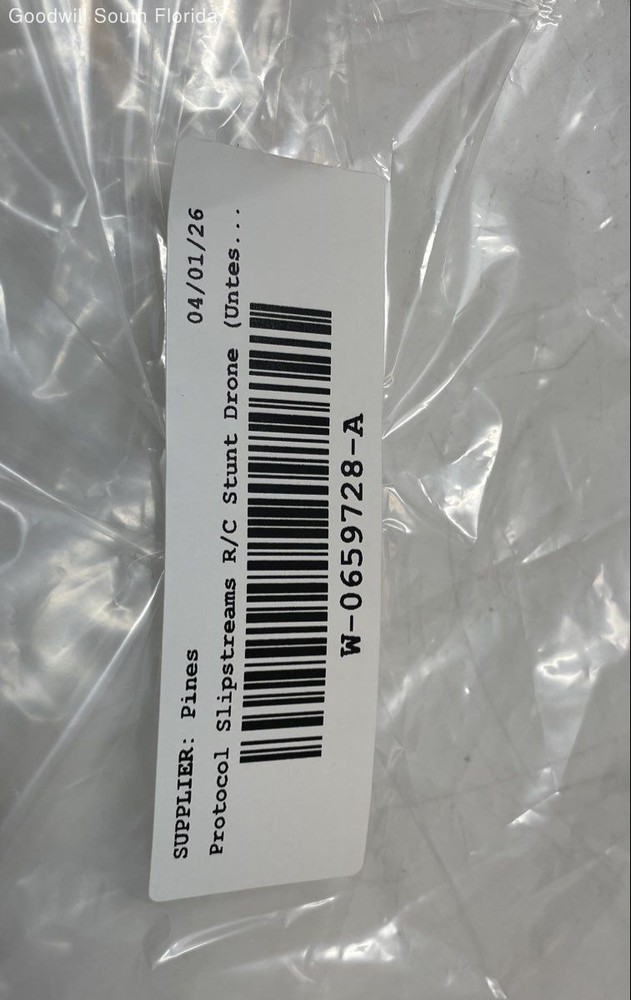 Goodwill South Florida
SUPPLIER: Pines 04/01/26
Protocol Slipstreams R/C Stunt Drone (Untes...
W-0659728-A